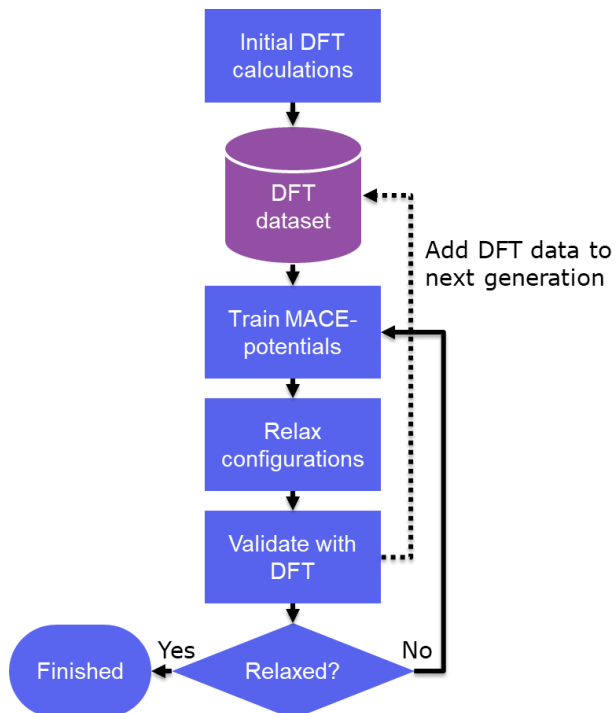 Initial DFT
calculations
DFT
dataset
Add DFT data to
next generation
Train MACE-
potentials
Relax
configurations
Validate with
DFT
Yes
No
Finished
Relaxed?